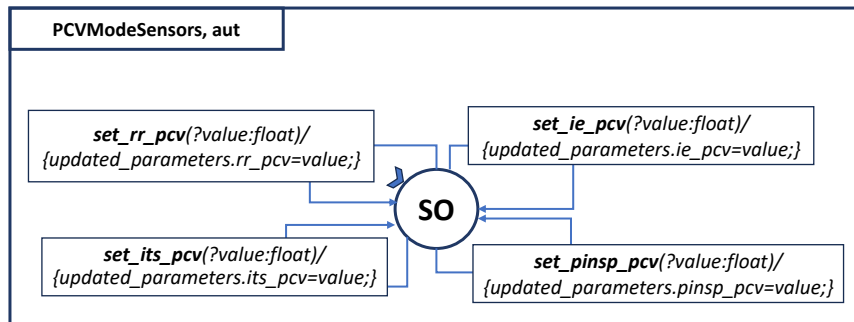 PCVModeSensors, aut
set_rr_pcv(?value:float)/
{updated_parameters.rr_pcv=value;}
set_ie_pcv(?value:float)/
{updated_parameters.ie_pcv=value;}
SO
set_its_pcv(?value:float)/
{updated_parameters.its_pcv=value;}
set_pinsp_pcv(?value:float)/
{updated_parameters.pinsp_pcv=value;}